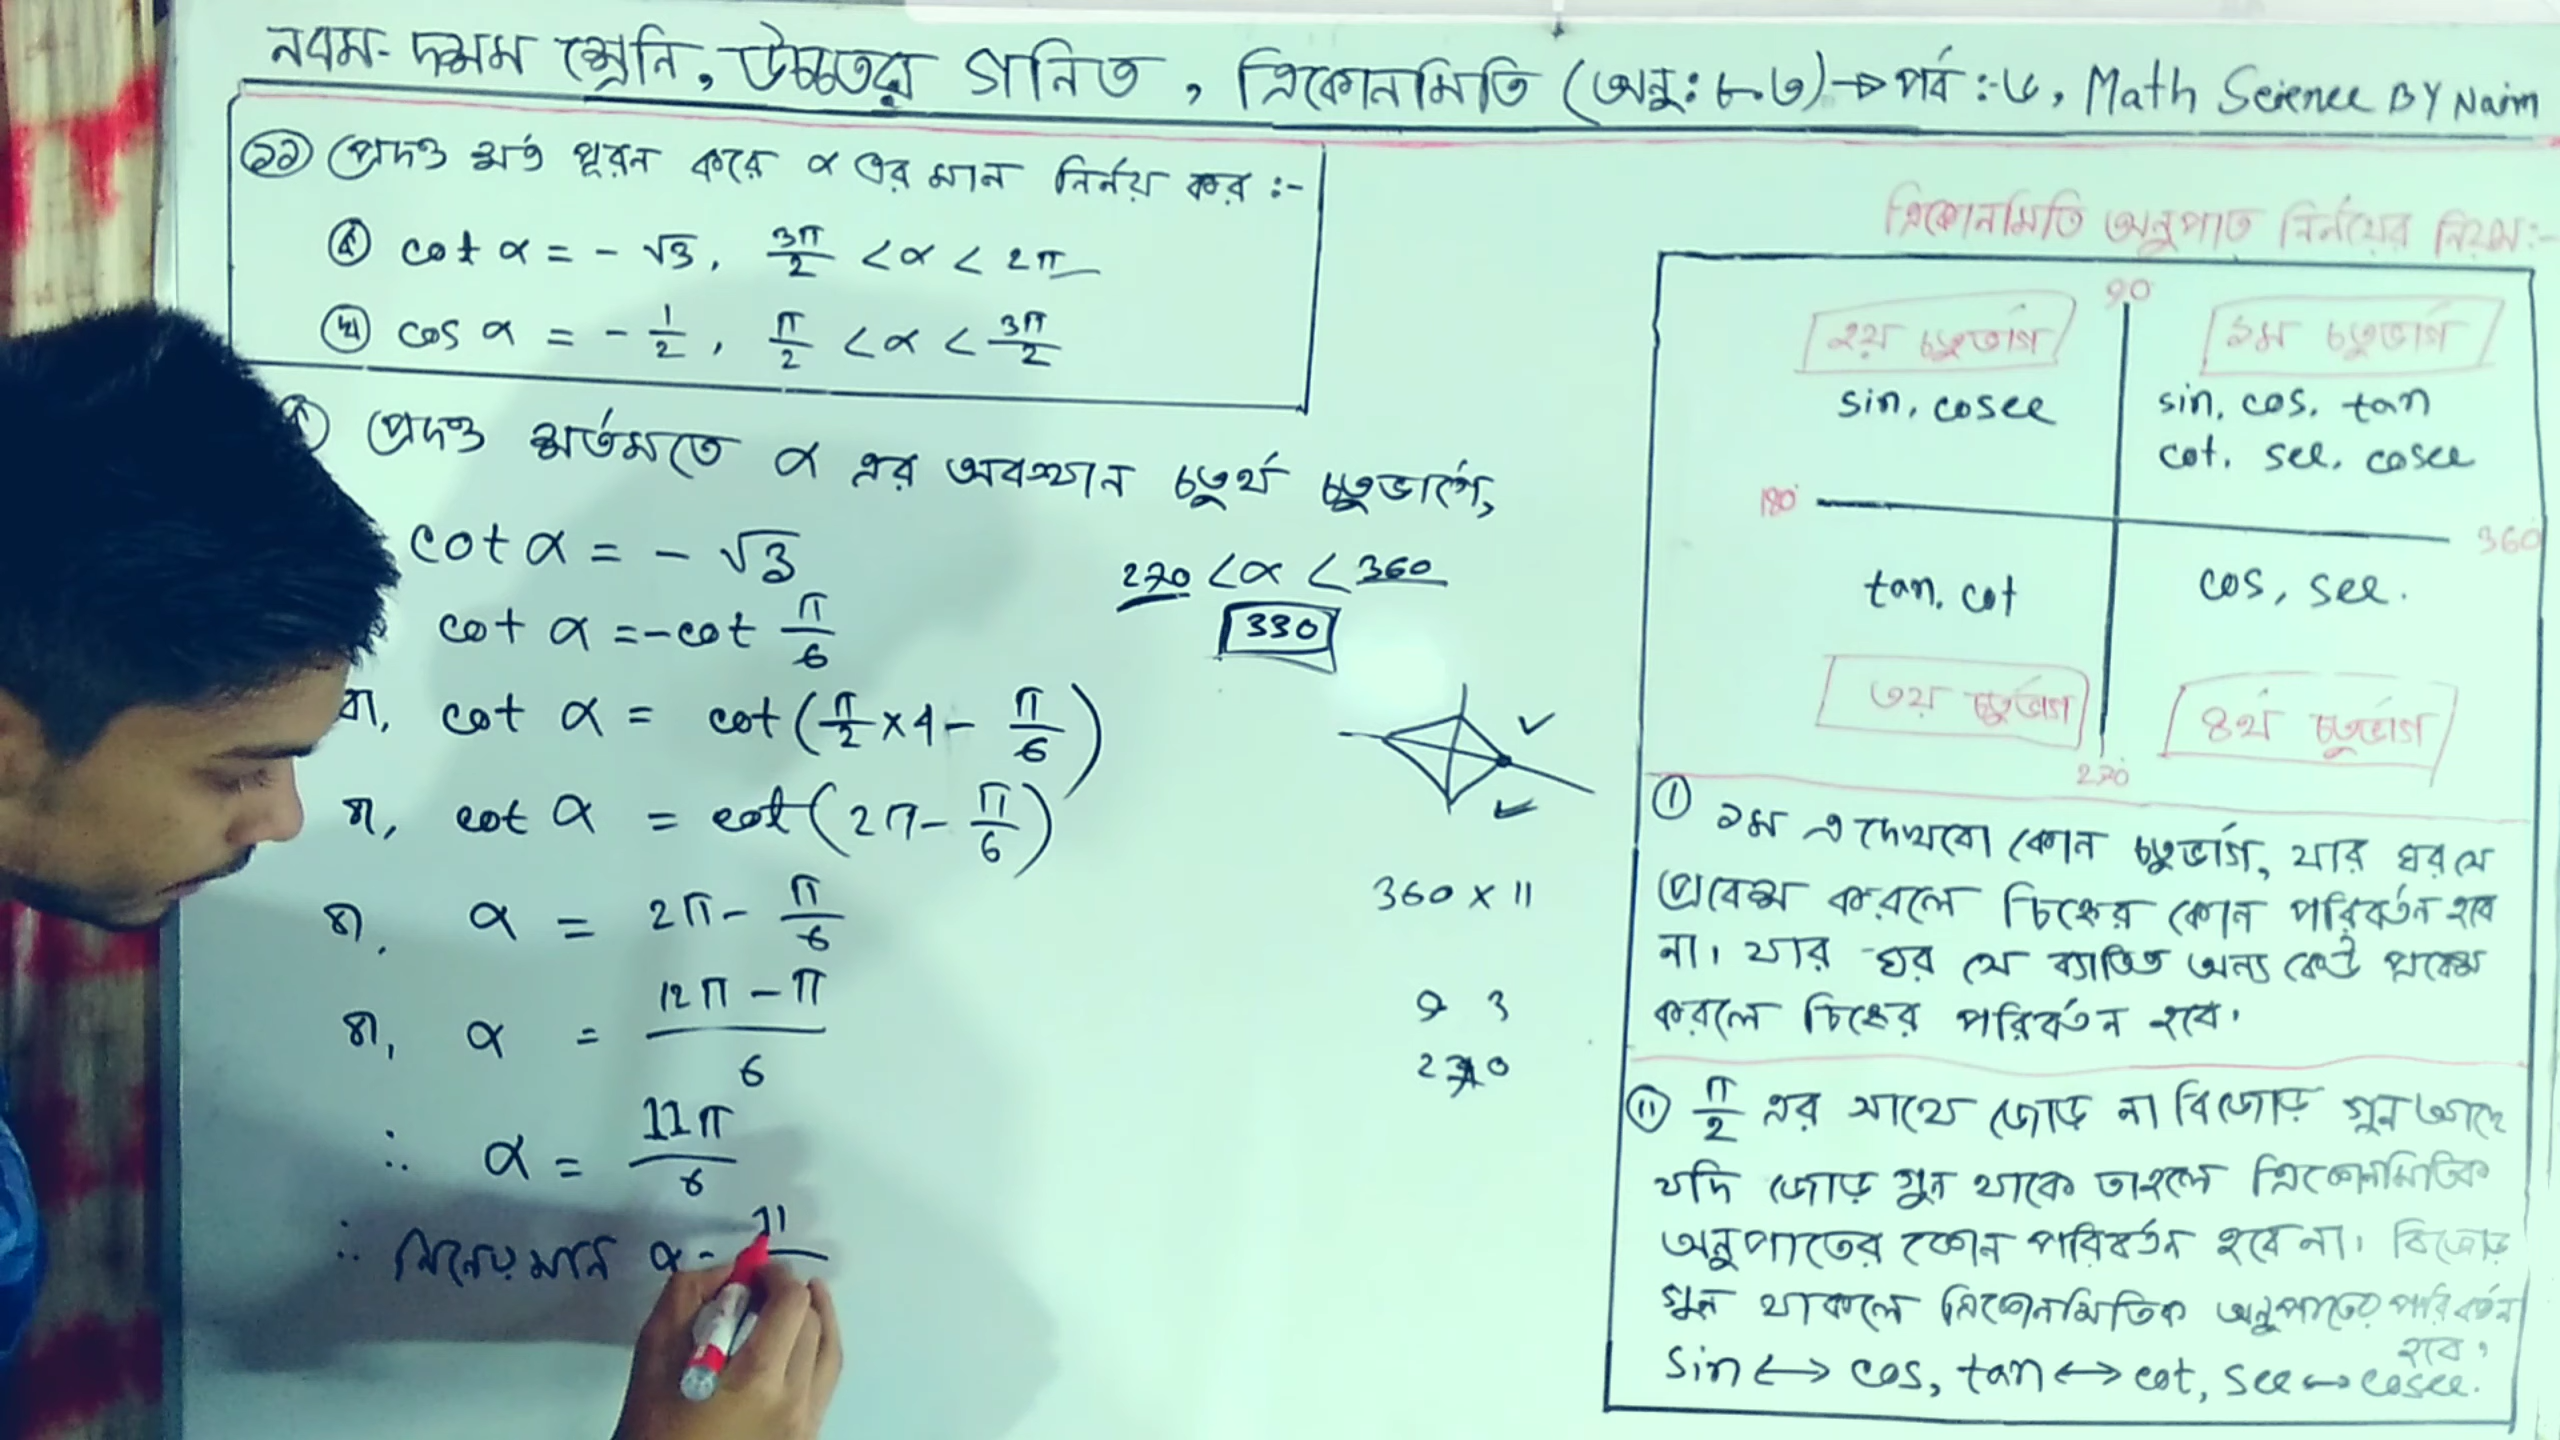 নবম-দশম শ্রেনি, উচ্চতর গনিত, ত্রিকোনমিতি (অনু: ৮.৩) → পর্ব :-৬, Math Science BY Naim
১১ প্রদত্ত শর্ত পূরন করে α এর মান নির্নয় কর :-
cot α = - √3, 3π/2 < α < 2π
খ cos α = - 1/2, π/2 < α < 3π/2
প্রদত্ত শর্তমতে α এর অবস্থান চতুর্থ চতুর্ভাগে,
cot α = - √3
cot α = - cot π/6
বা, cot α = cot (π/2 × 4 - π/6)
বা, cot α = cot (2π - π/6)
বা, α = 2π - π/6
বা, α = 12π - π / 6
∴ α = 11π/6
∴ নির্নেয় মান α = 11
270 < α < 360
330
360 × 11
9 3
ত্রিকোনমিতি অনুপাত নির্নয়ের নিয়ম:-
90
২য় চতুর্ভাগ
১ম চতুর্ভাগ
sin, cosec
sin, cos, tan
cot, sec, cosec
180
360
tan, cot
cos, sec.
৩য় চতুর্ভাগ
৪র্থ চতুর্ভাগ
270
① ১ম এ দেখবো কোন চতুর্ভাগ, যার ঘর সে
প্রবেশ করলে চিহ্নের কোন পরিবর্তন হবে
না। যার ঘর সে ব্যাতিত অন্য কেউ প্রবেশ
করলে চিহ্নের পরিবর্তন হবে।
⑪ π/2 এর সাথে জোড় না বিজোড় গুন আছে
যদি জোড় গুন থাকে তাহলে ত্রিকোনমিতিক
অনুপাতের কোন পরিবর্তন হবে না। বিজোড়
গুন থাকলে ত্রিকোনমিতিক অনুপাতের পরিবর্তন
হবে।
sin ↔ cos, tan ↔ cot, sec ↔ cosec.